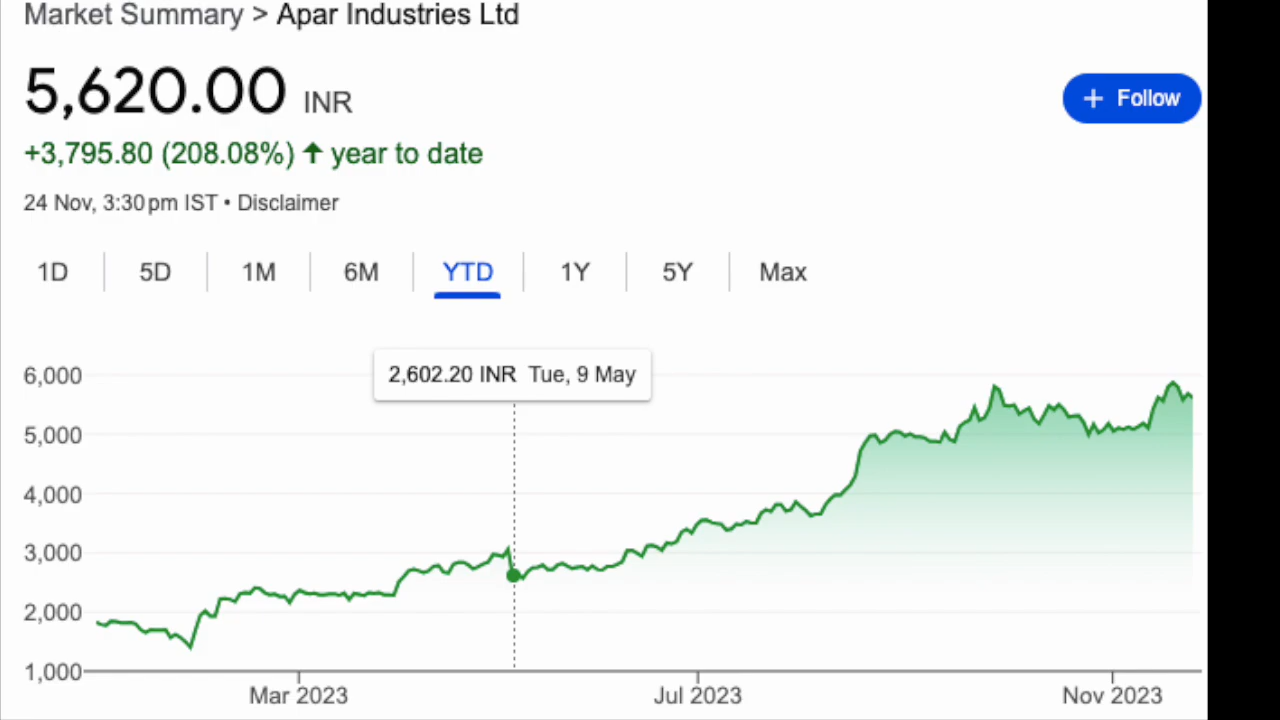 Market Summary > Apar Industries Ltd
5,620.00 INR
+ Follow
+3,795.80 (208.08%) ↑ year to date
24 Nov, 3:30 pm IST • Disclaimer
1D 5D 1M 6M YTD 1Y 5Y Max
2,602.20 INR Tue, 9 May
6,000
5,000
4,000
3,000
2,000
1,000
Mar 2023 Jul 2023 Nov 2023